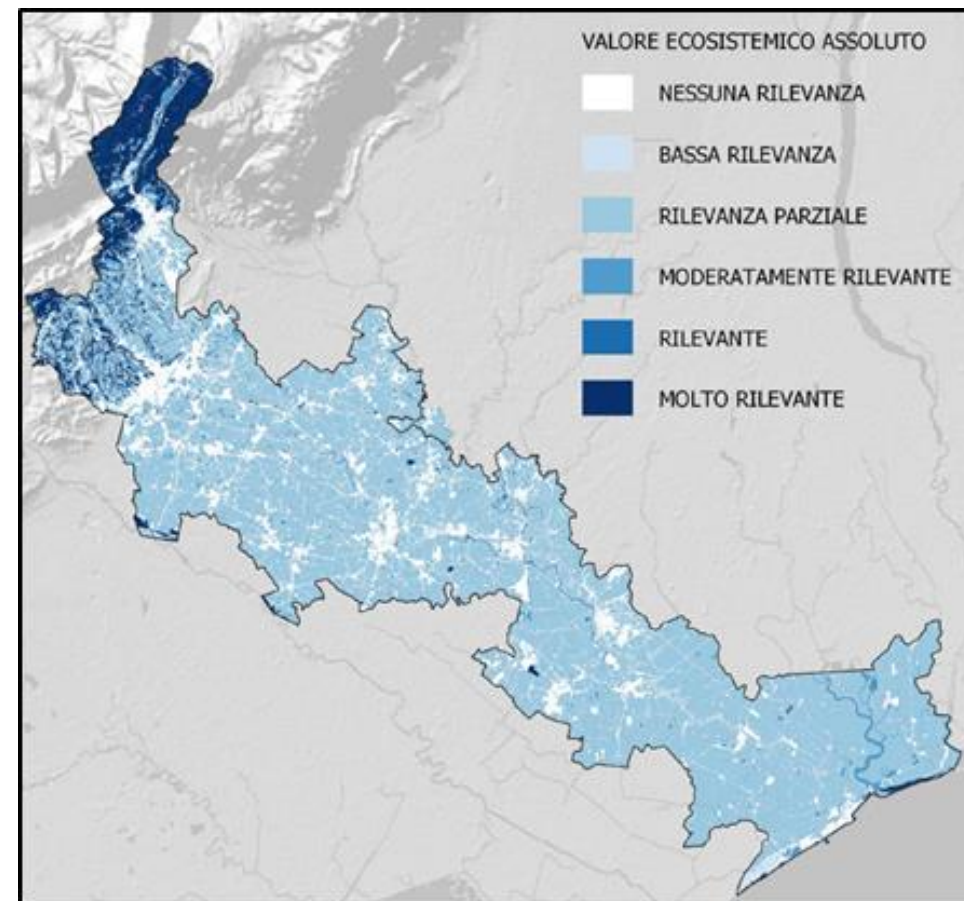 VALORE ECOSISTEMICO ASSOLUTO
NESSUNA RILEVANZA
BASSA RILEVANZA
RILEVANZA PARZIALE
MODERATAMENTE RILEVANTE
RILEVANTE
MOLTO RILEVANTE